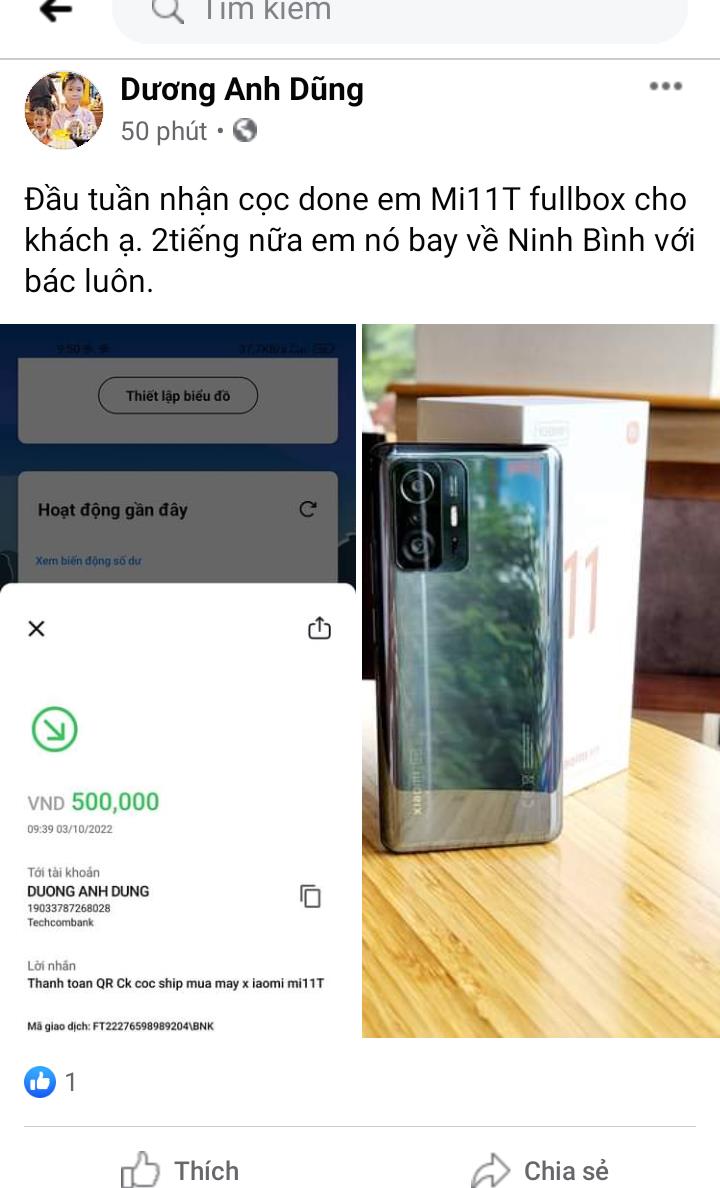 Tìm kiếm
Dương Anh Dũng
50 phút
Đầu tuần nhận cọc done em Mi11T fullbox cho
khách ạ. 2tiếng nữa em nó bay về Ninh Bình với
bác luôn.
9:50
Thiết lập biểu đồ
Hoạt động gần đây
Xem biến động số dư
VND 500,000
09:39 03/10/2022
Tới tài khoản
DUONG ANH DUNG
19033787268028
Techcombank
Lời nhắn
Thanh toan QR Ck coc ship mua may x iaomi mi11T
Mã giao dịch: FT22276598989204\BNK
11
xiaomi
1
Thích
Chia sẻ